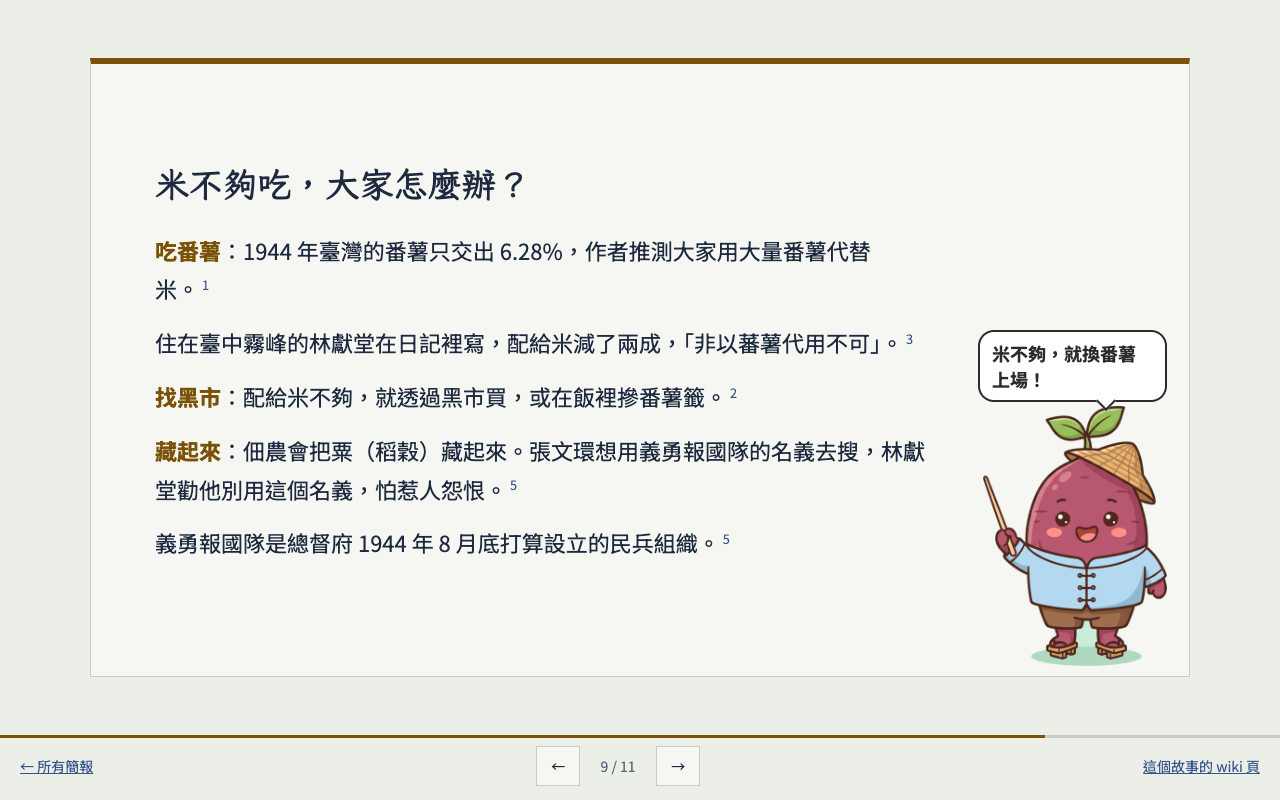 米不夠吃，大家怎麼辦？
吃番薯：1944 年臺灣的番薯只交出 6.28%，作者推測大家用大量番薯代替
米。1
住在臺中霧峰的林獻堂在日記裡寫，配給米減了兩成，「非以蕃薯代用不可」。3
找黑市：配給米不夠，就透過黑市買，或在飯裡摻番薯籤。2
藏起來：佃農會把粟（稻穀）藏起來。張文環想用義勇報國隊的名義去搜，林獻
堂勸他別用這個名義，怕惹人怨恨。5
義勇報國隊是總督府 1944 年 8 月底打算設立的民兵組織。5
米不夠，就換番薯
上場！
← 所有簡報
←
9 / 11
→
這個故事的 wiki 頁